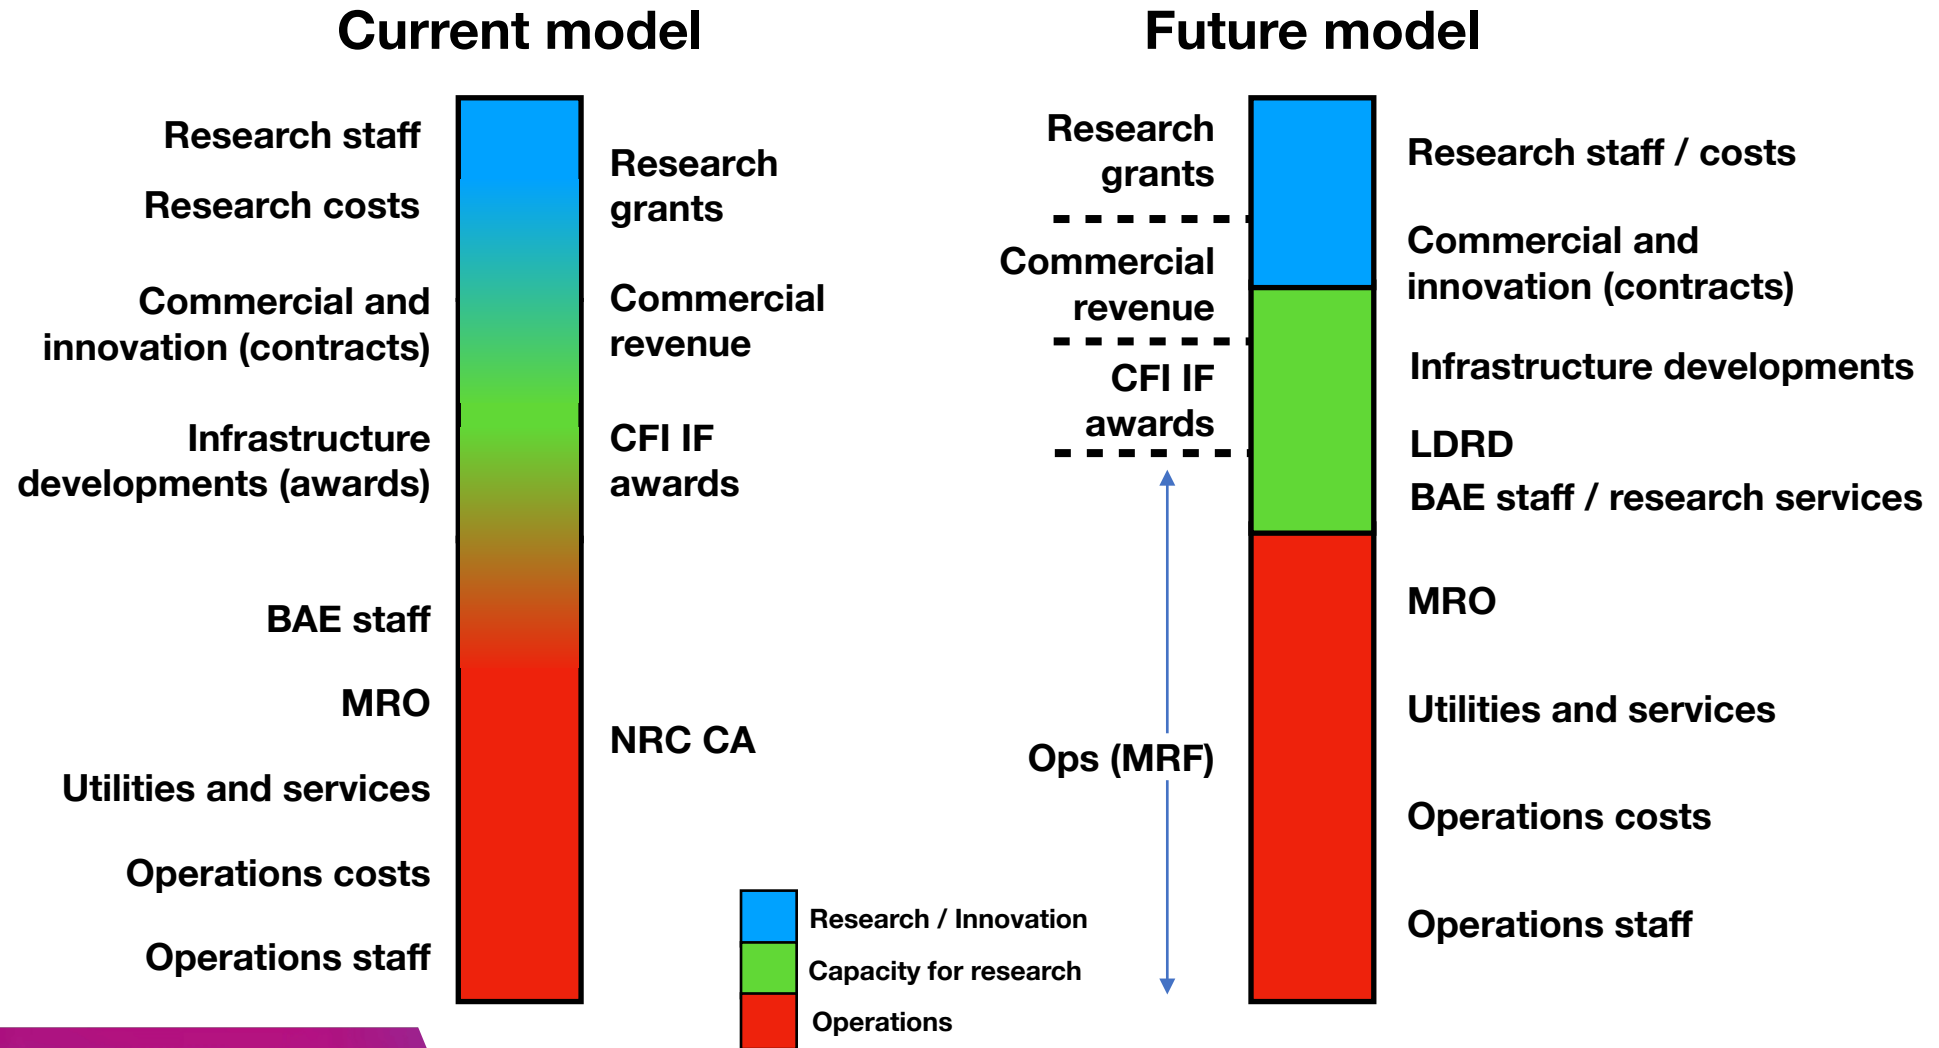 Current model
Research staff
Research costs
Commercial and
innovation (contracts)
Infrastructure
developments (awards)
BAE staff
MRO
Utilities and services
Operations costs
Operations staff
Research
grants
Commercial
revenue
CFI IF
awards
NRC CA
Future model
Research
grants
Commercial
revenue
CFI IF
awards
Ops (MRF)
Research staff / costs
Commercial and
innovation (contracts)
Infrastructure developments
LDRD
BAE staff / research services
MRO
Utilities and services
Operations costs
Operations staff
Research / Innovation
Capacity for research
Operations